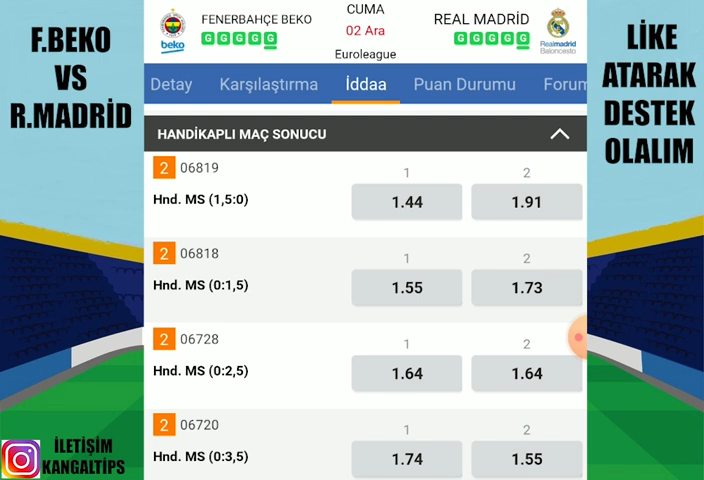 F.BEKO
VS
R.MADRİD
FENERBAHÇE BEKO
G G G G G
beko
CUMA
02 Ara
Euroleague
REAL MADRİD
G G G G G
Realmadrid
Baloncesto
LİKE
ATARAK
DESTEK
OLALIM
Detay Karşılaştırma İddaa Puan Durumu Forum
HANDİKAPLI MAÇ SONUCU
2 06819
Hnd. MS (1,5:0)
1 2
1.44 1.91
2 06818
Hnd. MS (0:1,5)
1 2
1.55 1.73
2 06728
Hnd. MS (0:2,5)
1 2
1.64 1.64
2 06720
Hnd. MS (0:3,5)
1 2
1.74 1.55
İLETİŞİM
KANGALTİPS